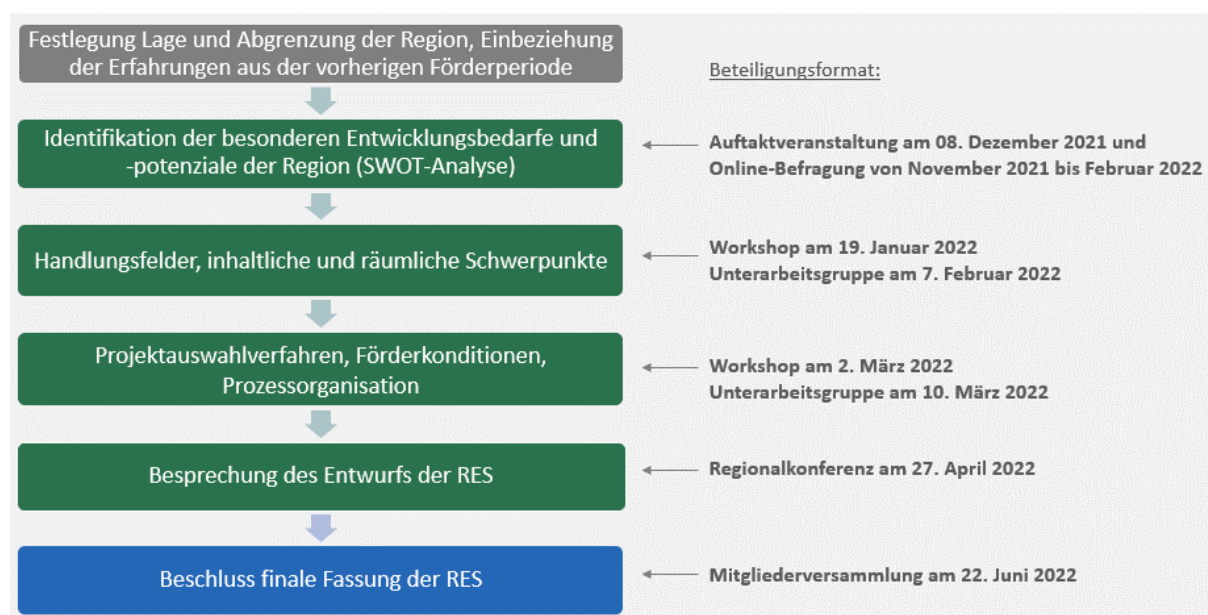 Festlegung Lage und Abgrenzung der Region, Einbeziehung
der Erfahrungen aus der vorherigen Förderperiode
Beteiligungsformat:
Identifikation der besonderen Entwicklungsbedarfe und
-potenziale der Region (SWOT-Analyse)
Auftaktveranstaltung am 08. Dezember 2021 und
Online-Befragung von November 2021 bis Februar 2022
Handlungsfelder, inhaltliche und räumliche Schwerpunkte
Workshop am 19. Januar 2022
Unterarbeitsgruppe am 7. Februar 2022
Projektauswahlverfahren, Förderkonditionen,
Prozessorganisation
Workshop am 2. März 2022
Unterarbeitsgruppe am 10. März 2022
Besprechung des Entwurfs der RES
Regionalkonferenz am 27. April 2022
Beschluss finale Fassung der RES
Mitgliederversammlung am 22. Juni 2022